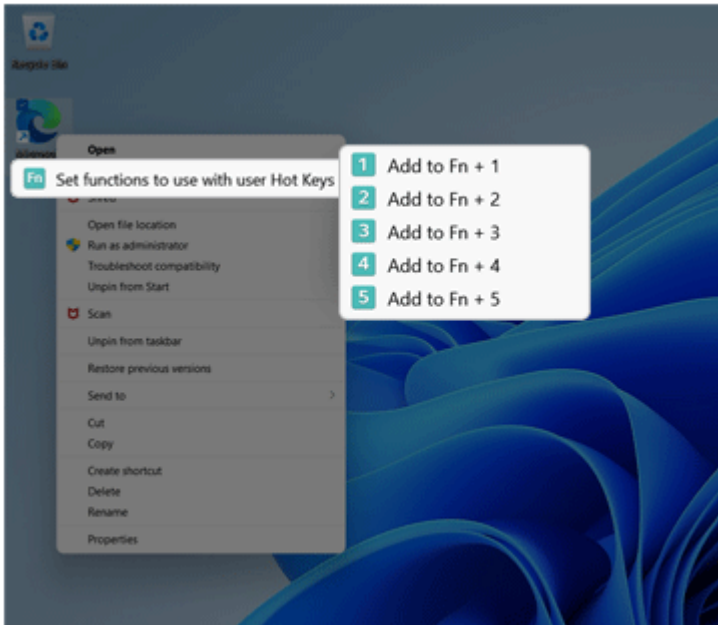 Recycle Bin
Open
Fn Set functions to use with user Hot Keys
1 Add to Fn + 1
2 Add to Fn + 2
3 Add to Fn + 3
4 Add to Fn + 4
5 Add to Fn + 5
Open file location
Run as administrator
Troubleshoot compatibility
Unpin from Start
Scan
Unpin from taskbar
Restore previous versions
Send to
Cut
Copy
Create shortcut
Delete
Rename
Properties